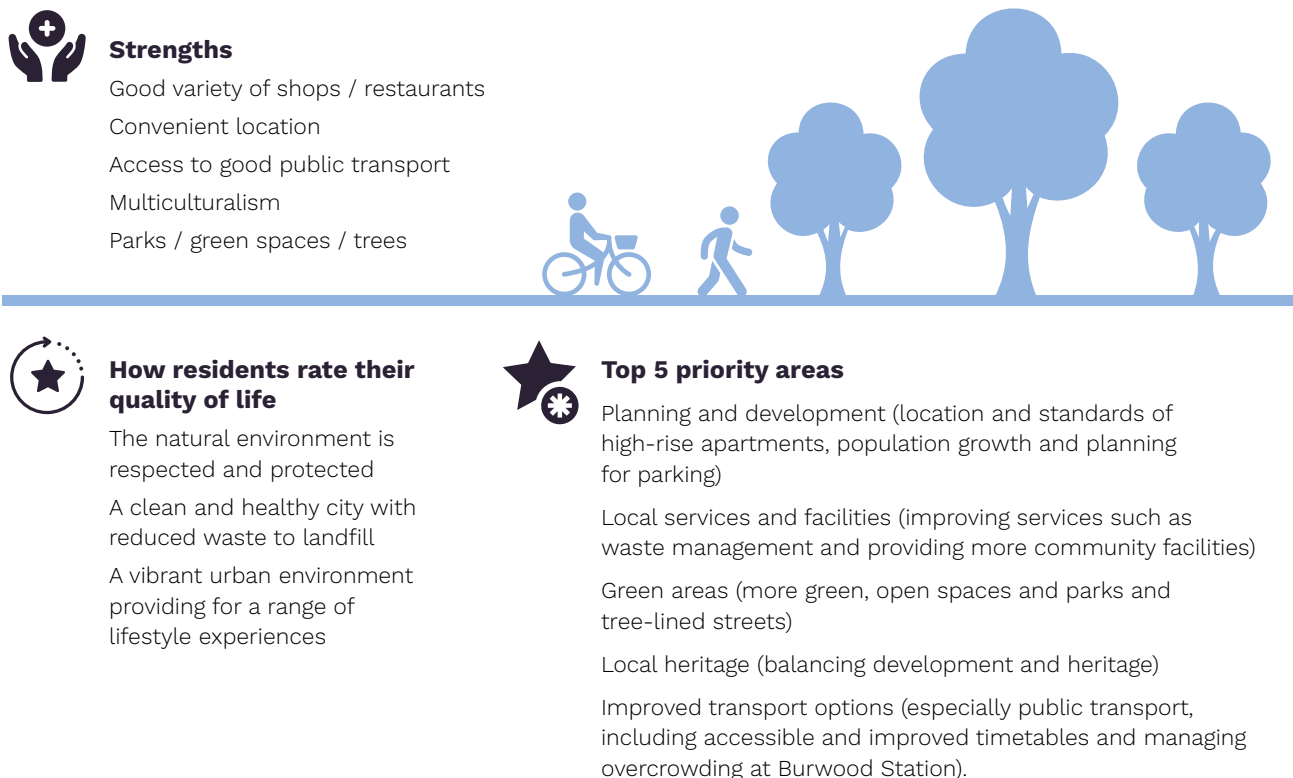 Strengths
Good variety of shops / restaurants
Convenient location
Access to good public transport
Multiculturalism
Parks / green spaces / trees
How residents rate their
quality of life
The natural environment is
respected and protected
A clean and healthy city with
reduced waste to landfill
A vibrant urban environment
providing for a range of
lifestyle experiences
Top 5 priority areas
Planning and development (location and standards of
high-rise apartments, population growth and planning
for parking)
Local services and facilities (improving services such as
waste management and providing more community facilities)
Green areas (more green, open spaces and parks and
tree-lined streets)
Local heritage (balancing development and heritage)
Improved transport options (especially public transport,
including accessible and improved timetables and managing
overcrowding at Burwood Station).